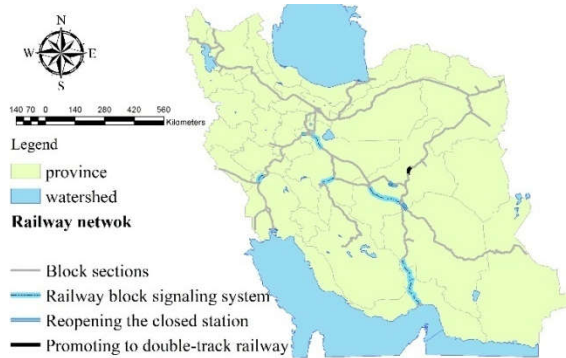 N
W E
S
140 70 0 140 280 420 560
Kilometers
Legend
province
watershed
Railway netwok
Block sections
Railway block signaling system
Reopening the closed station
Promoting to double-track railway